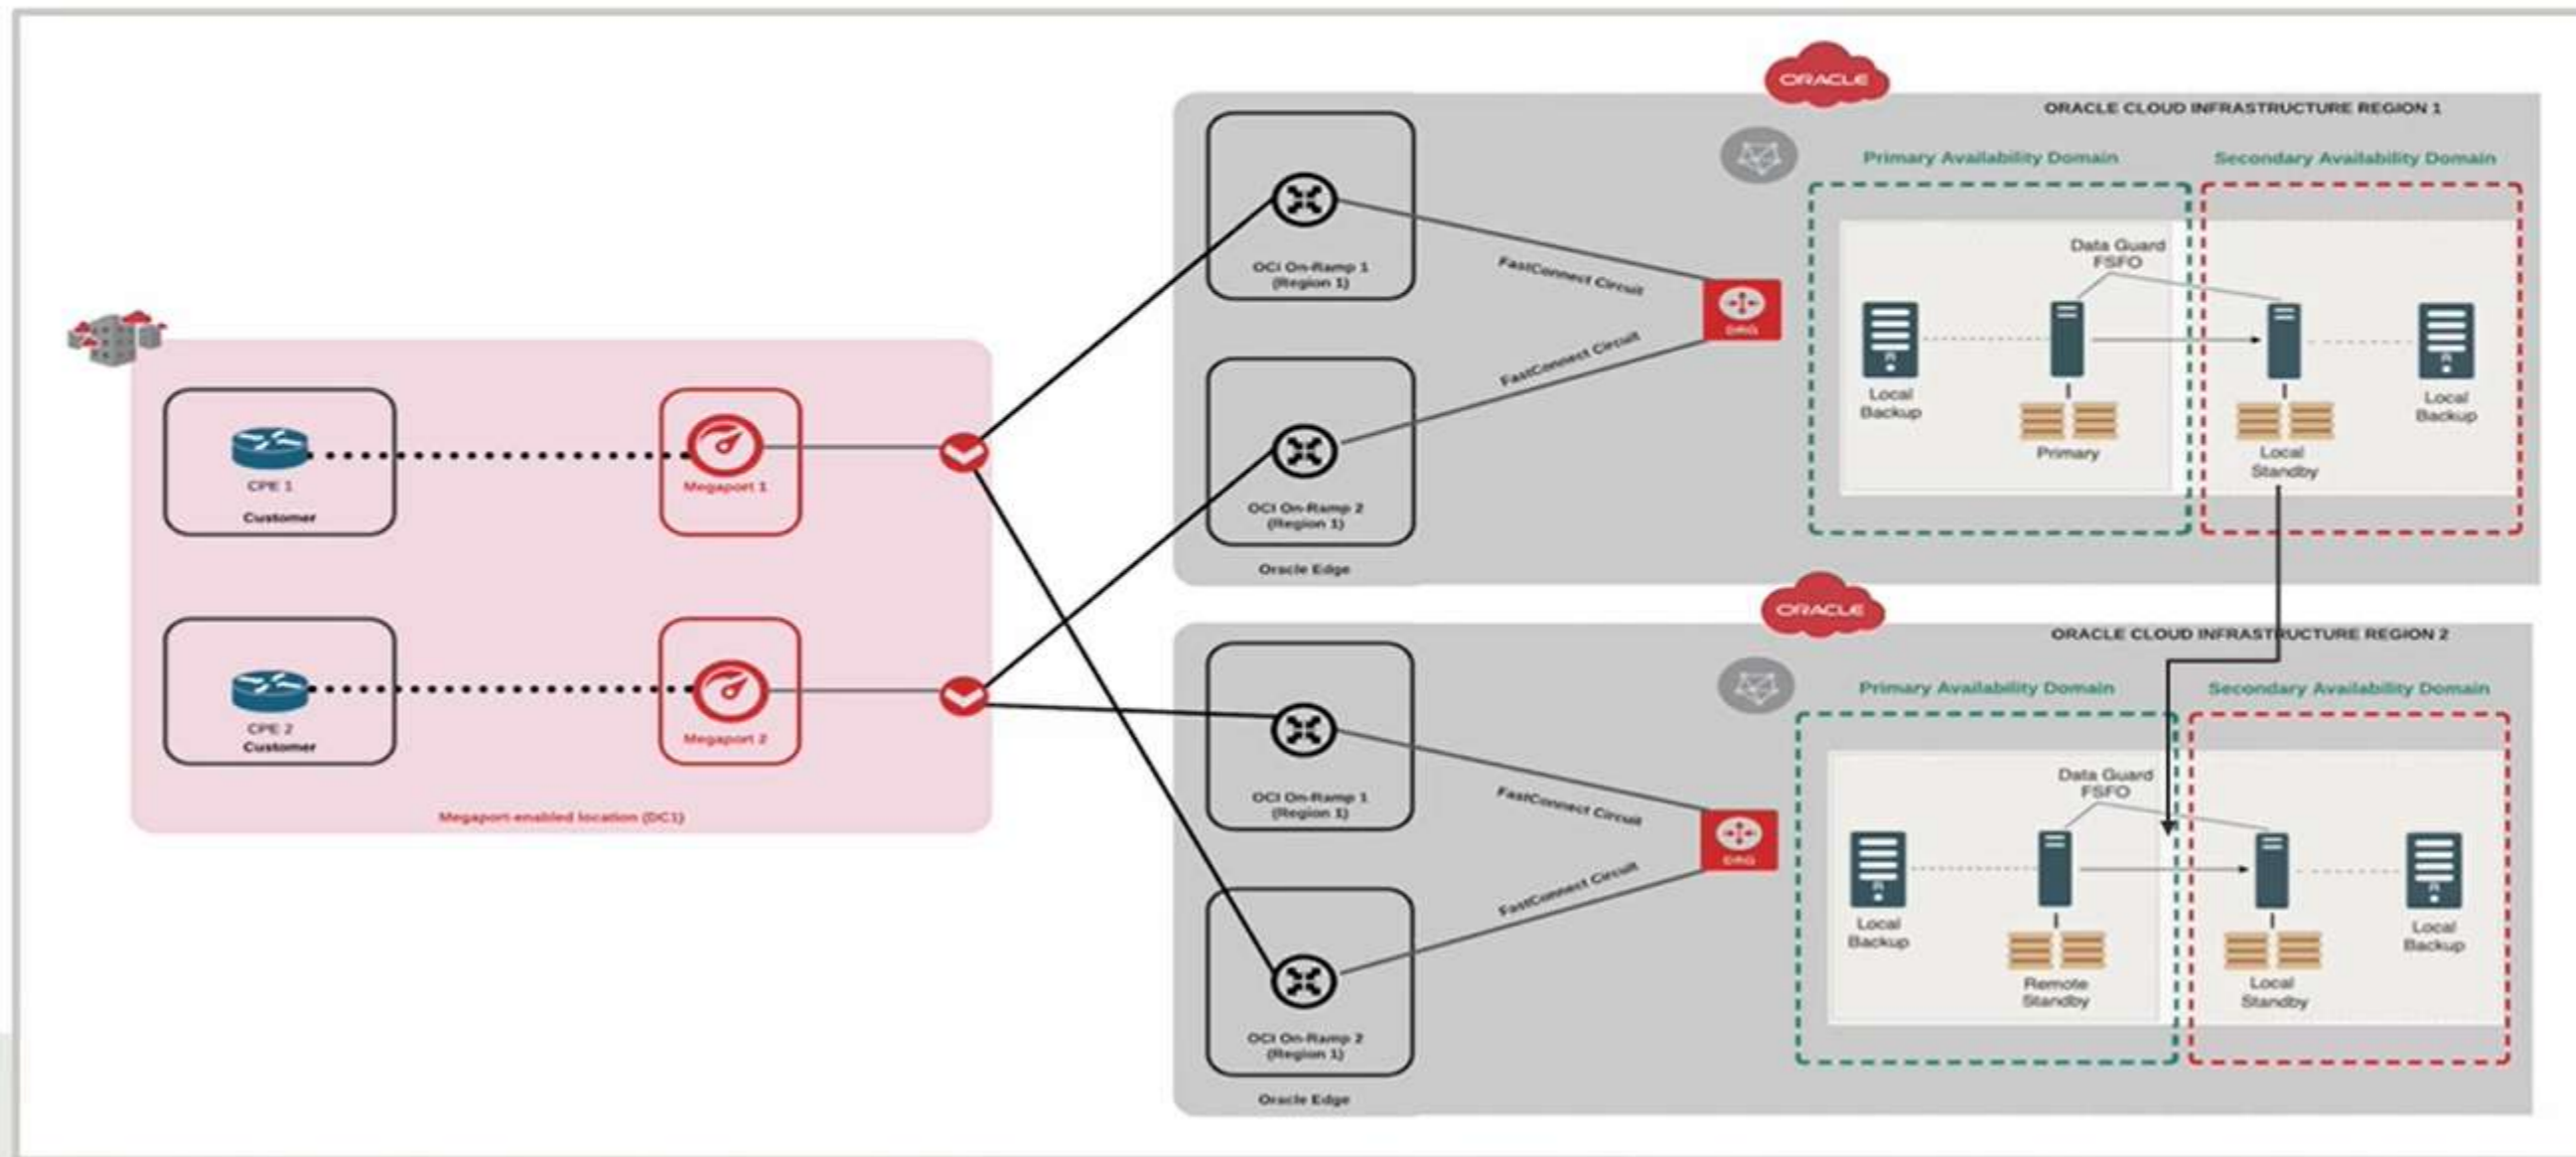 CPE 1
Customer
Megaport 1
CPE 2
Customer
Megaport 2
Megaport-enabled location (DC1)
ORACLE
ORACLE CLOUD INFRASTRUCTURE REGION 1
OCI On-Ramp 1
(Region 1)
OCI On-Ramp 2
(Region 1)
Oracle Edge
FastConnect Circuit
FastConnect Circuit
DRG
Primary Availability Domain
Secondary Availability Domain
Data Guard
FSFO
Local
Backup
Primary
Local
Standby
Local
Backup
ORACLE
ORACLE CLOUD INFRASTRUCTURE REGION 2
OCI On-Ramp 1
(Region 1)
OCI On-Ramp 2
(Region 1)
Oracle Edge
FastConnect Circuit
FastConnect Circuit
DRG
Primary Availability Domain
Secondary Availability Domain
Data Guard
FSFO
Local
Backup
Remote
Standby
Local
Standby
Local
Backup